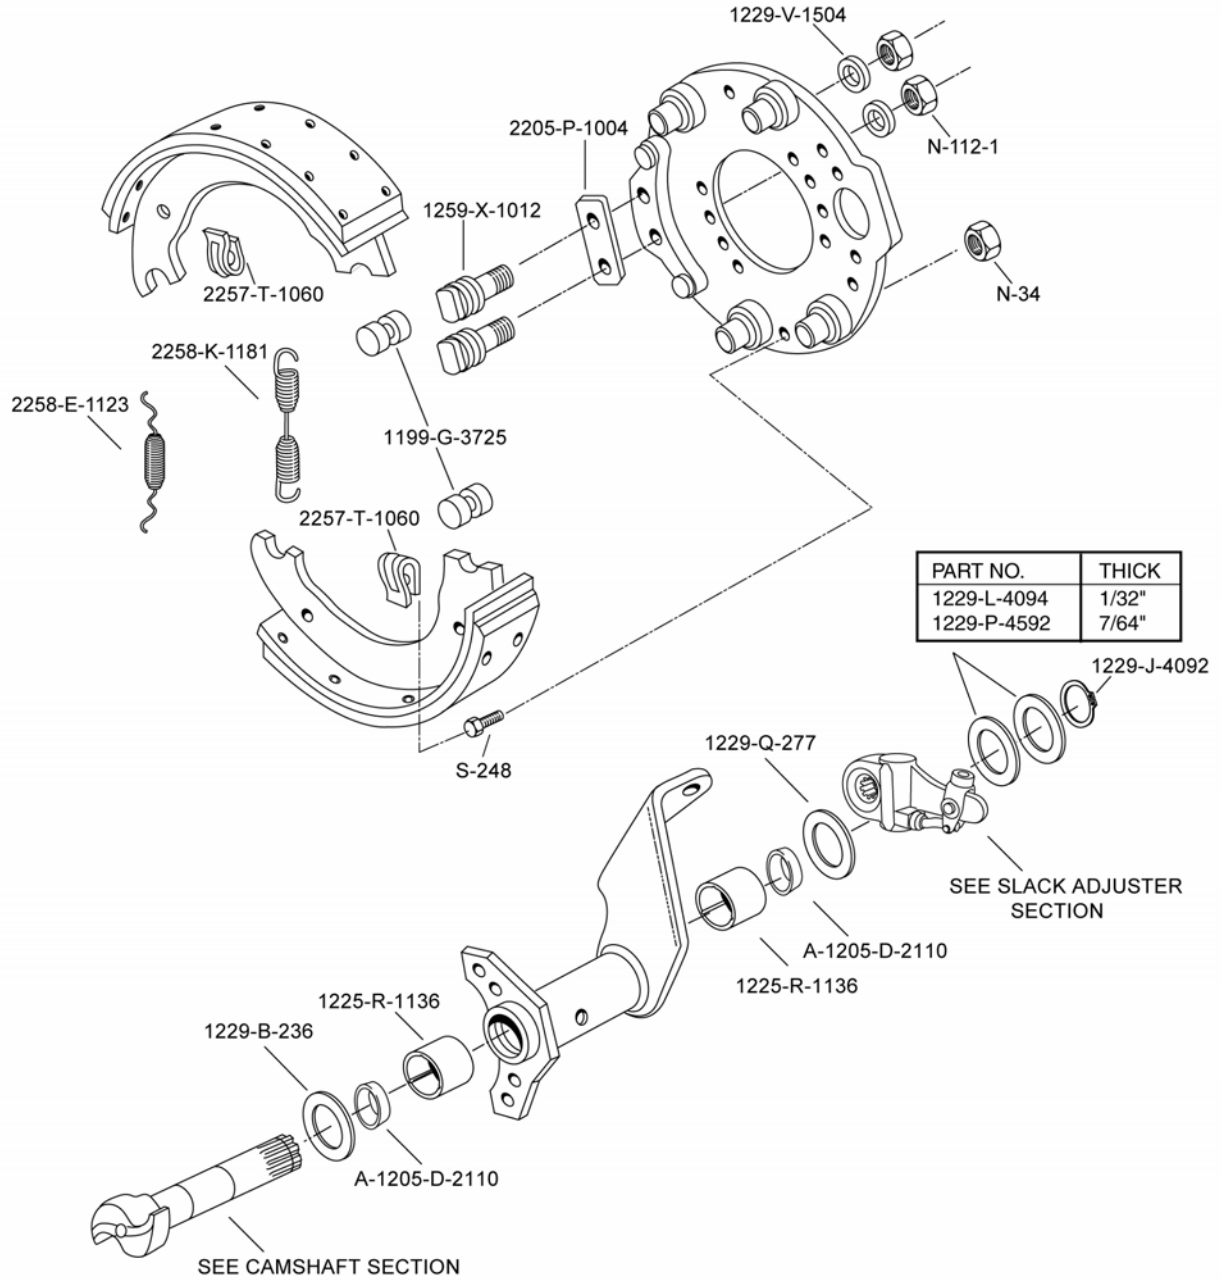 1229-V-1504
2205-P-1004
N-112-1
1259-X-1012
2257-T-1060
N-34
2258-K-1181
2258-E-1123
1199-G-3725
2257-T-1060
PART NO. THICK
1229-L-4094 1/32"
1229-P-4592 7/64"
1229-J-4092
1229-Q-277
S-248
SEE SLACK ADJUSTER
SECTION
A-1205-D-2110
1225-R-1136
1225-R-1136
1229-B-236
A-1205-D-2110
SEE CAMSHAFT SECTION